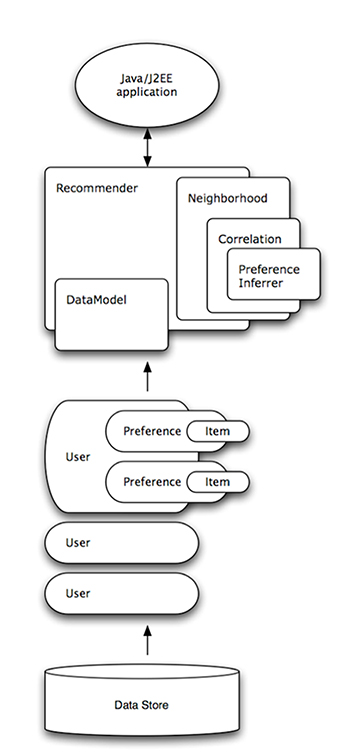 Java/J2EE
application
Recommender
Neighborhood
Correlation
Preference
Inferrer
DataModel
User
Preference
Item
Preference
Item
User
User
Data Store